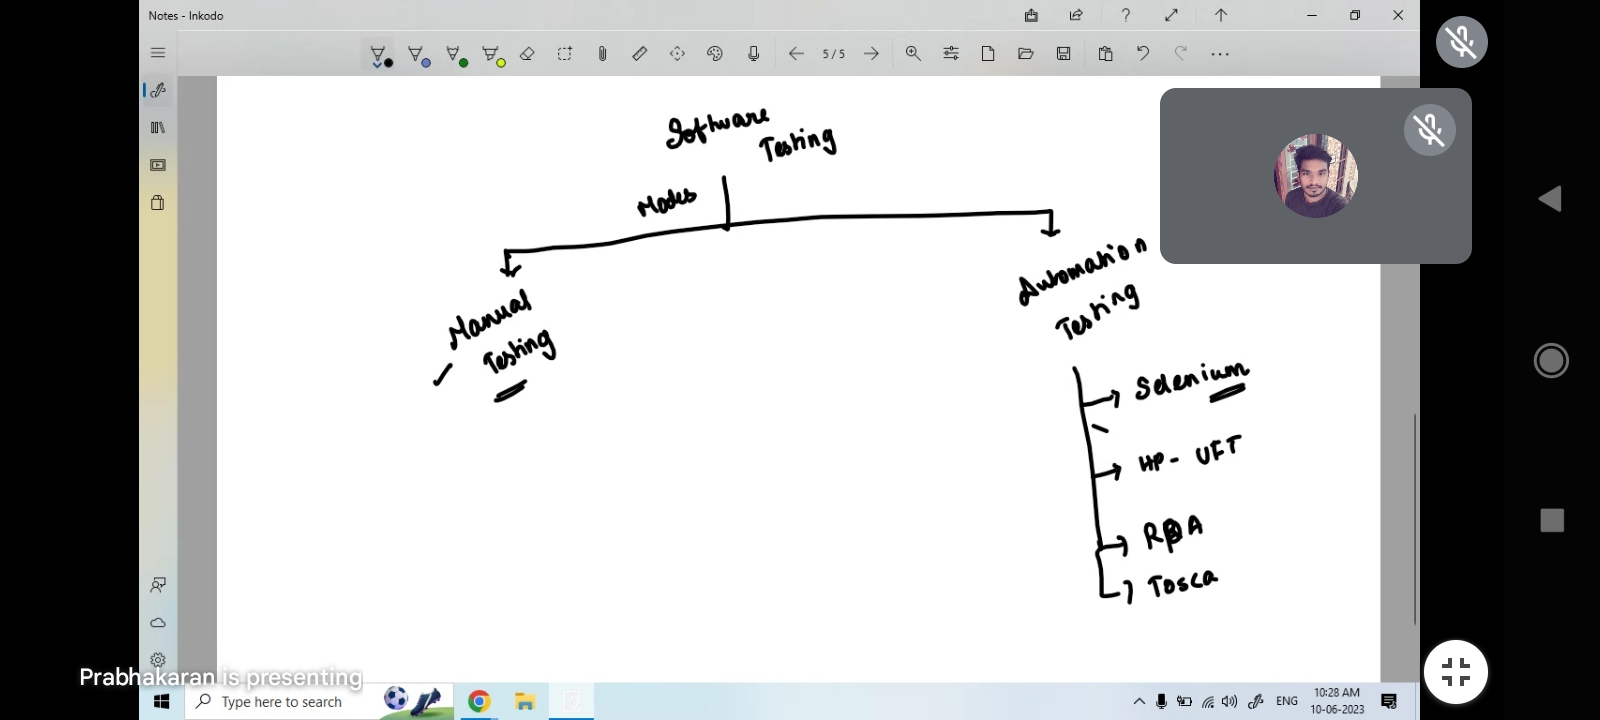 Notes - Inkodo
5/5
Software
Testing
Modes
Manual
Testing
Automation
Testing
Selenium
HP - UFT
RPA
Tosca
Prabhakaran is presenting
Type here to search
ENG
10:28 AM
10-06-2023